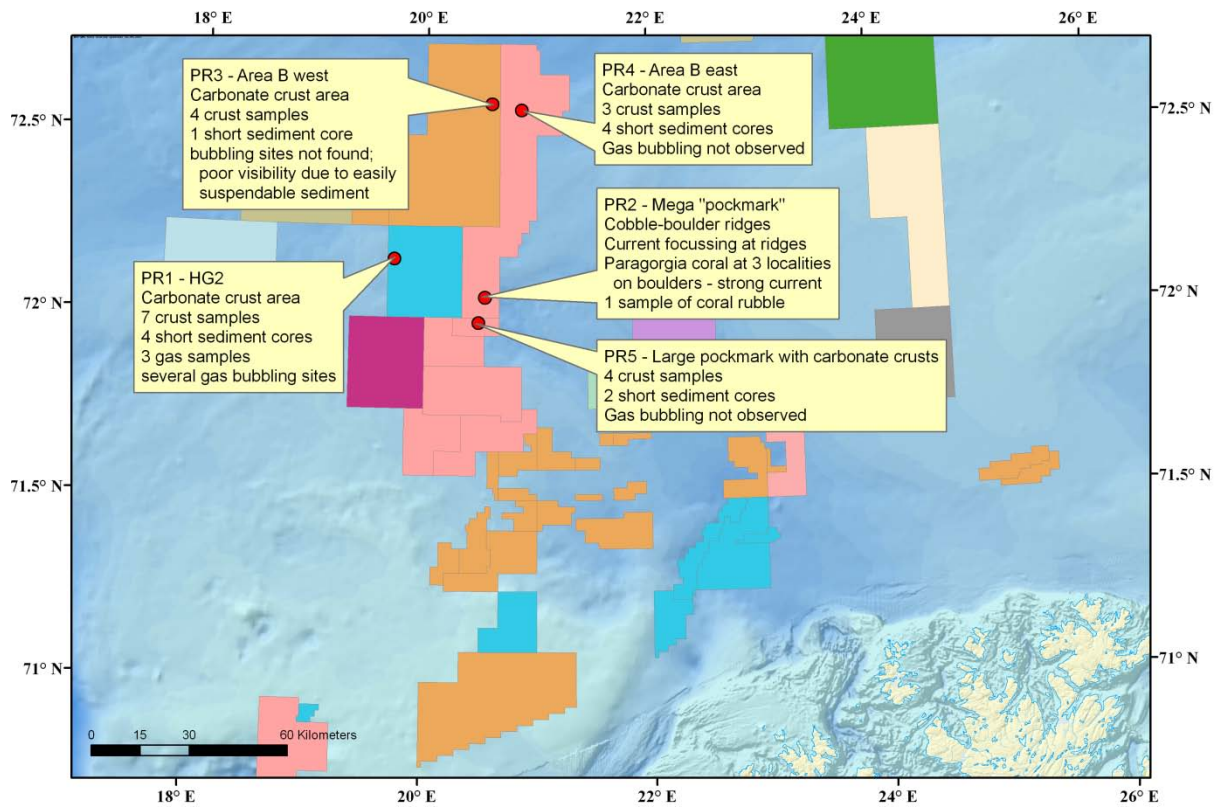 18° E
20° E
22° E
24° E
26° E
72.5° N
72° N
71.5° N
71° N
PR3 - Area B west
Carbonate crust area
4 crust samples
1 short sediment core
bubbling sites not found;
poor visibility due to easily
suspendable sediment
PR4 - Area B east
Carbonate crust area
3 crust samples
4 short sediment cores
Gas bubbling not observed
PR2 - Mega "pockmark"
Cobble-boulder ridges
Current focussing at ridges
Paragorgia coral at 3 localities
on boulders - strong current
1 sample of coral rubble
PR1 - HG2
Carbonate crust area
7 crust samples
4 short sediment cores
3 gas samples
several gas bubbling sites
PR5 - Large pockmark with carbonate crusts
4 crust samples
2 short sediment cores
Gas bubbling not observed
72.5° N
72° N
71.5° N
71° N
0 15 30 60 Kilometers
18° E
20° E
22° E
24° E
26° E